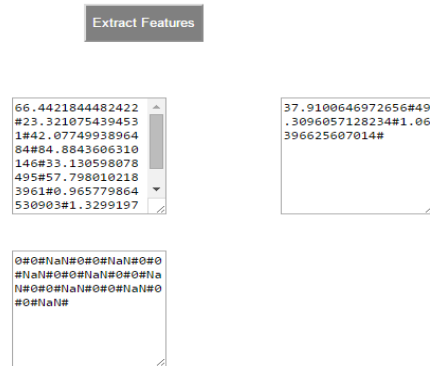 Extract Features
66.4421844482422
#23.321075439453
1#42.07749938964
84#84.8843606310
146#33.130598078
495#57.798010218
3961#0.965779864
530903#1.3299197
37.9100646972656#49
.3096057128234#1.06
396625607014#
0#0#NaN#0#0#NaN#0#0
#NaN#0#0#NaN#0#0#Na
N#0#0#NaN#0#0#NaN#0
#0#NaN#